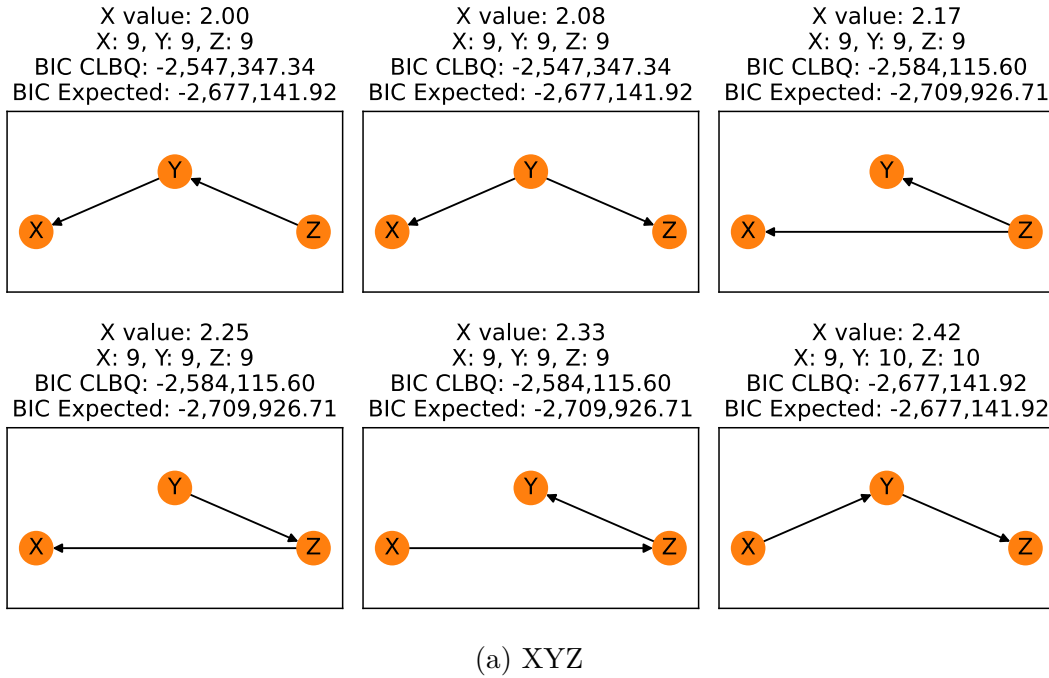 X value: 2.00
X: 9, Y: 9, Z: 9
BIC CLBQ: -2,547,347.34
BIC Expected: -2,677,141.92
Y
X
Z
X value: 2.08
X: 9, Y: 9, Z: 9
BIC CLBQ: -2,547,347.34
BIC Expected: -2,677,141.92
Y
X
Z
X value: 2.17
X: 9, Y: 9, Z: 9
BIC CLBQ: -2,584,115.60
BIC Expected: -2,709,926.71
Y
X
Z
X value: 2.25
X: 9, Y: 9, Z: 9
BIC CLBQ: -2,584,115.60
BIC Expected: -2,709,926.71
Y
X
Z
X value: 2.33
X: 9, Y: 9, Z: 9
BIC CLBQ: -2,584,115.60
BIC Expected: -2,709,926.71
Y
X
Z
X value: 2.42
X: 9, Y: 10, Z: 10
BIC CLBQ: -2,677,141.92
BIC Expected: -2,677,141.92
Y
X
Z
(a) XYZ